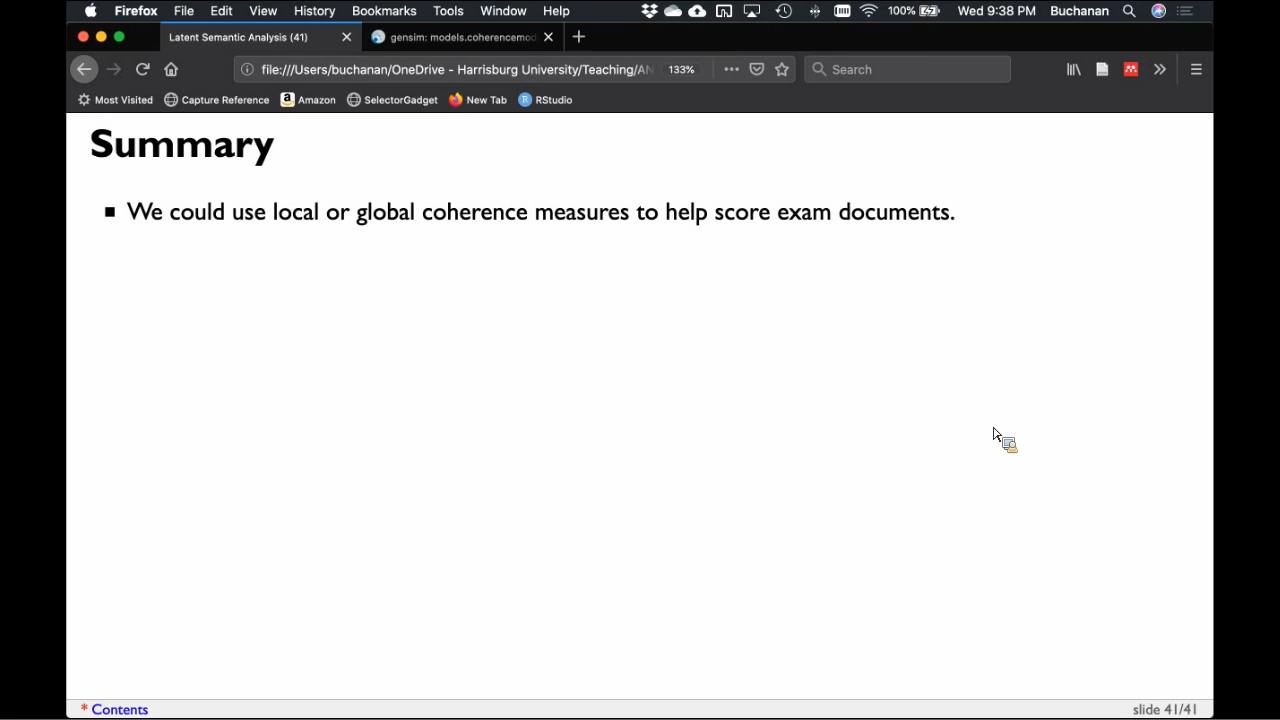 Firefox File Edit View History Bookmarks Tools Window Help 100% Wed 9:38 PM Buchanan
Latent Semantic Analysis (41) gensim: models.coherencemod
file:///Users/buchanan/OneDrive - Harrisburg University/Teaching/AN 133% Search
Most Visited Capture Reference Amazon SelectorGadget New Tab RStudio
Summary
We could use local or global coherence measures to help score exam documents.
* Contents slide 41/41